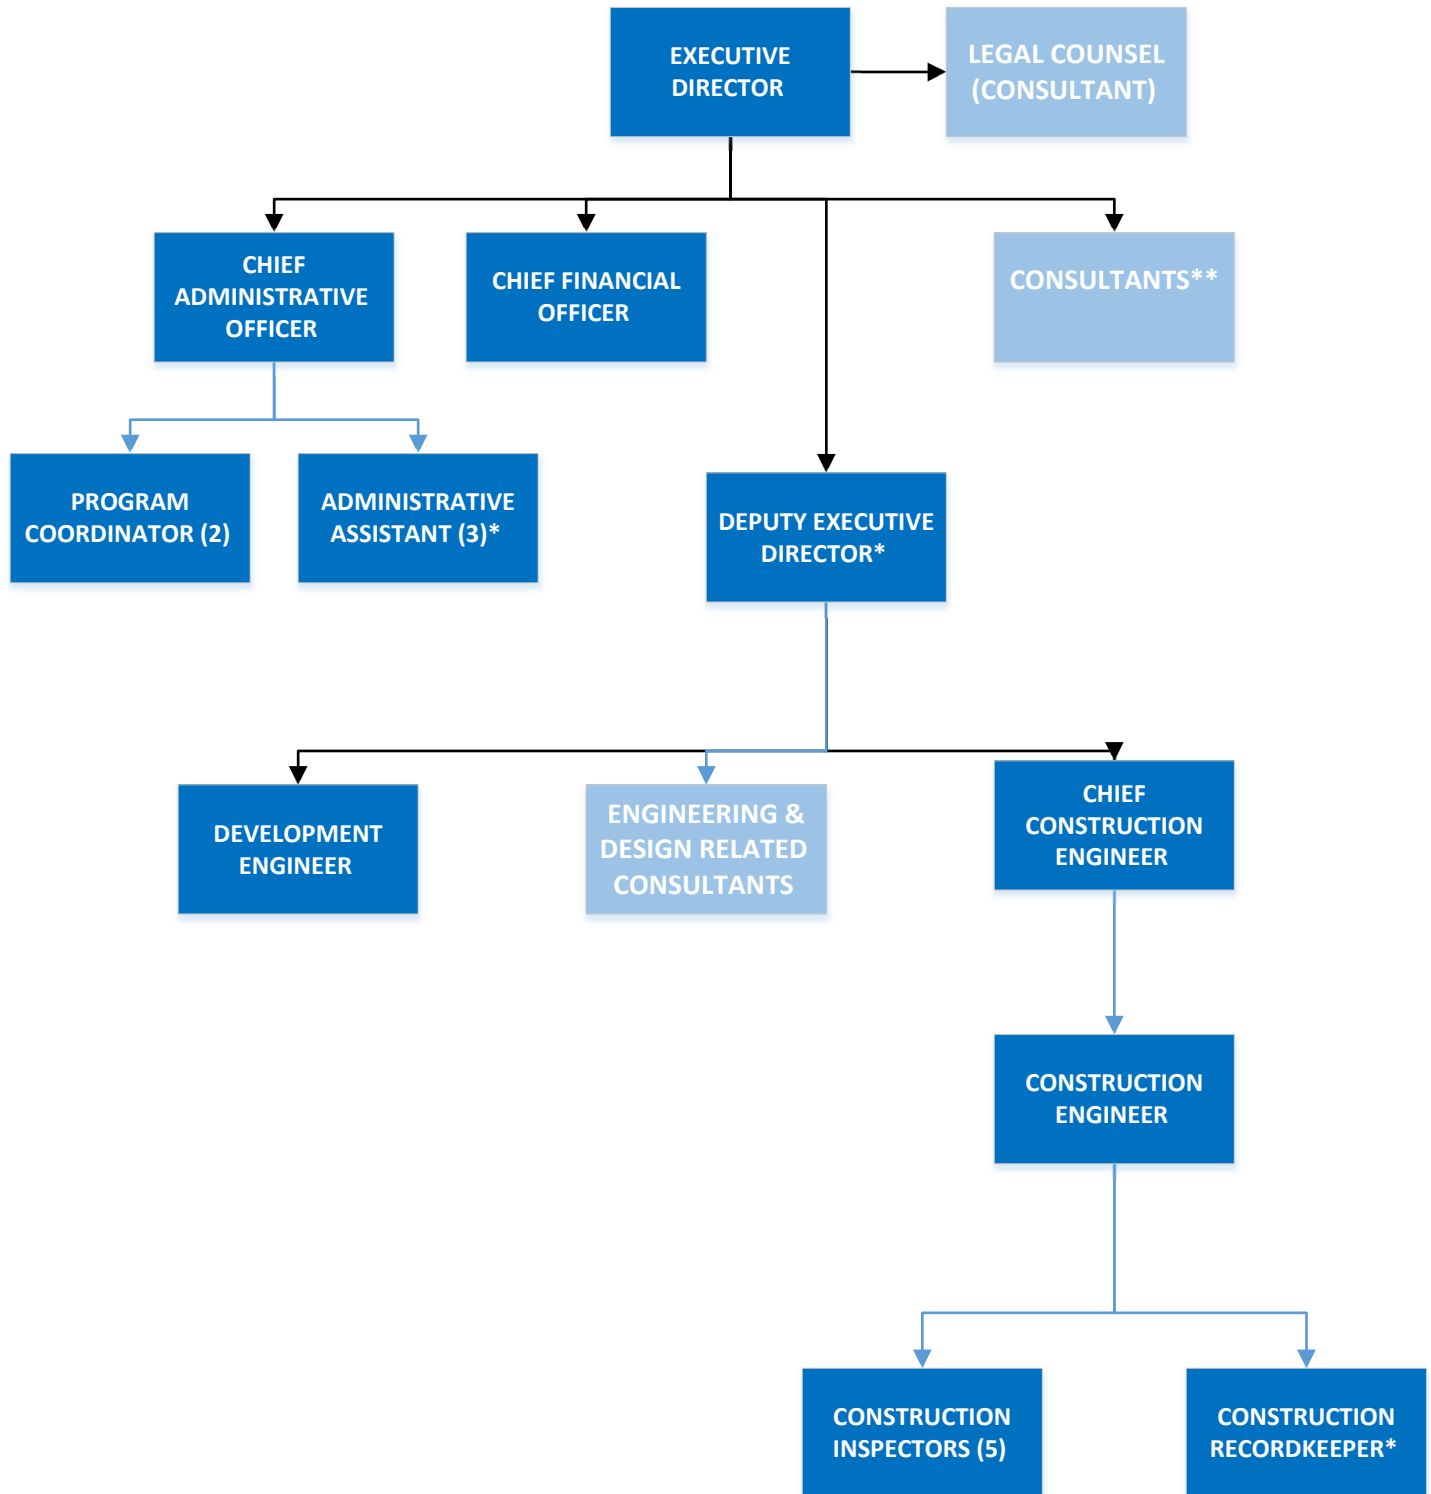 EXECUTIVE
DIRECTOR
LEGAL COUNSEL
(CONSULTANT)
CHIEF
ADMINISTRATIVE
OFFICER
CHIEF FINANCIAL
OFFICER
CONSULTANTS**
PROGRAM
COORDINATOR (2)
ADMINISTRATIVE
ASSISTANT (3)*
DEPUTY EXECUTIVE
DIRECTOR*
DEVELOPMENT
ENGINEER
ENGINEERING &
DESIGN RELATED
CONSULTANTS
CHIEF
CONSTRUCTION
ENGINEER
CONSTRUCTION
ENGINEER
CONSTRUCTION
INSPECTORS (5)
CONSTRUCTION
RECORDKEEPER*